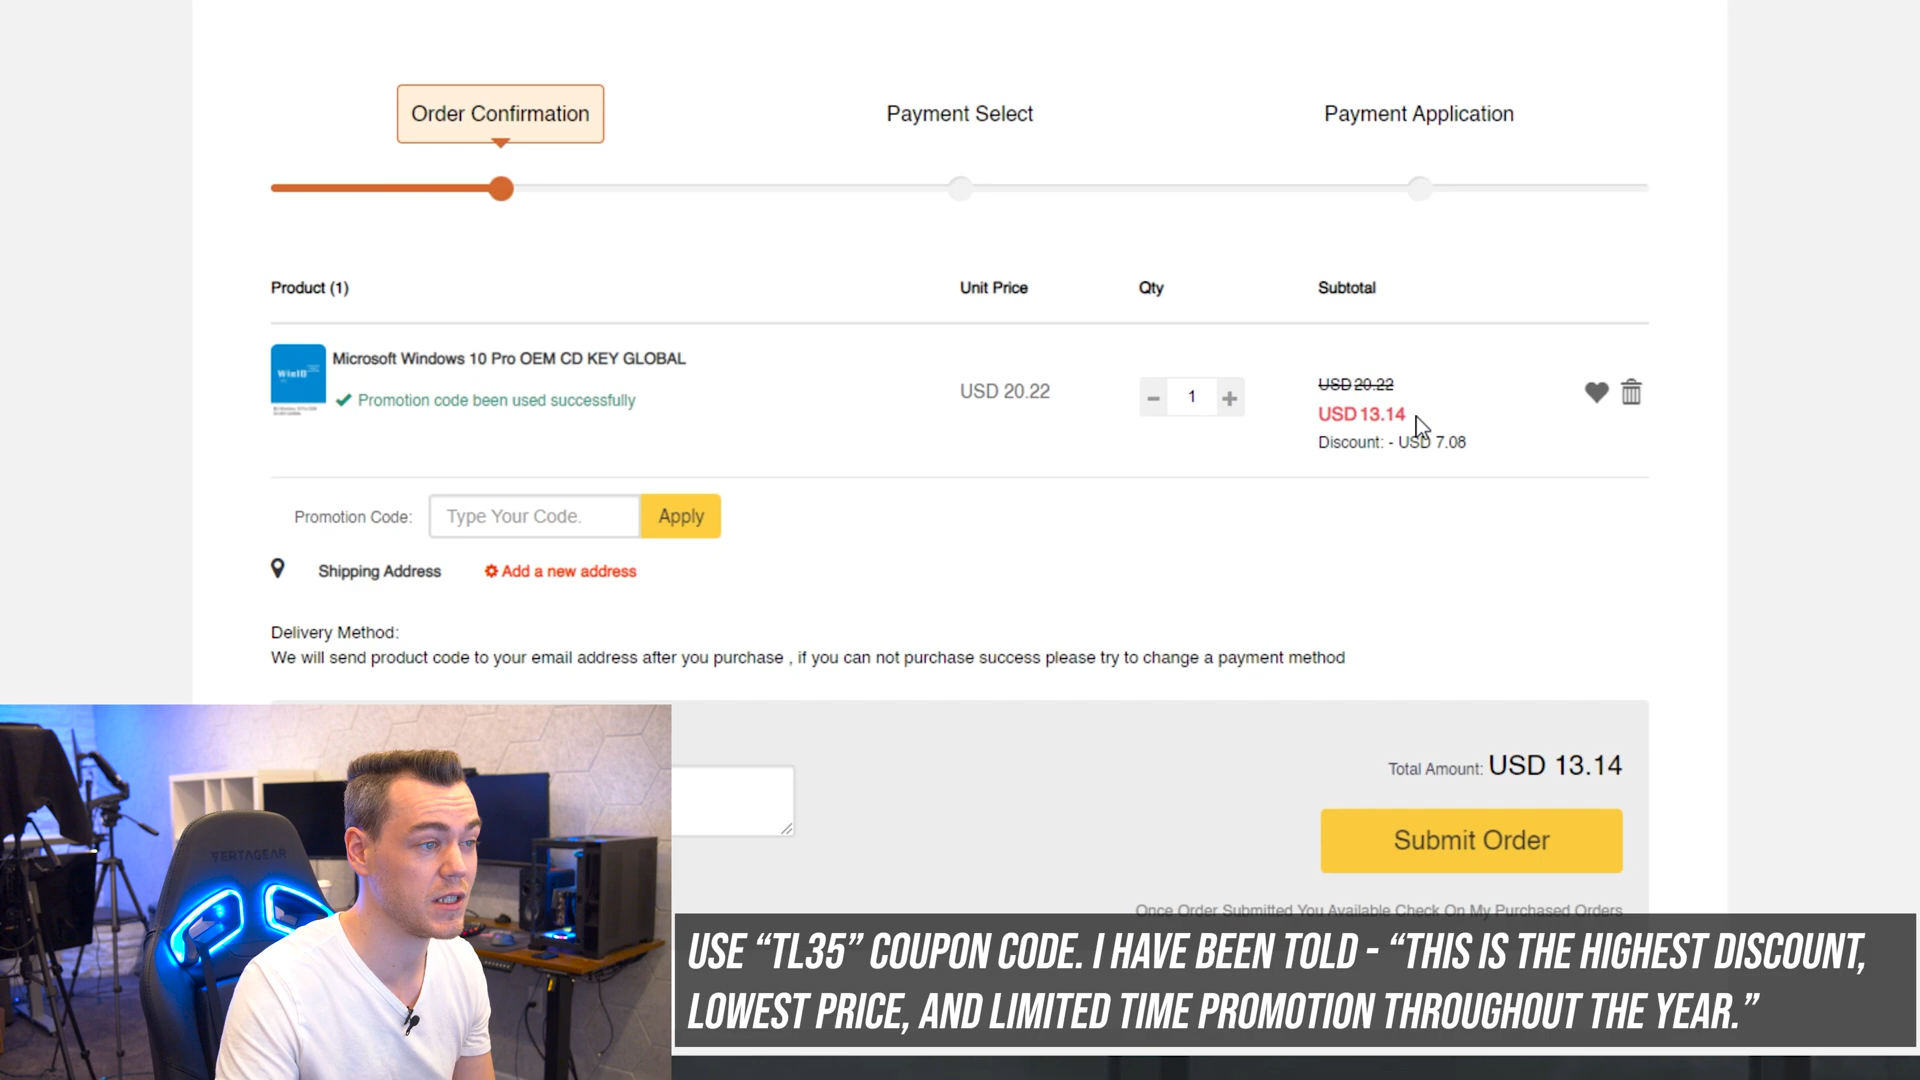 Order Confirmation
Payment Select
Payment Application
Product (1)
Unit Price
Qty
Subtotal
Win10
Microsoft Windows 10 Pro OEM CD KEY GLOBAL
Promotion code been used successfully
USD 20.22
1
USD 20.22
USD 13.14
Discount: - USD 7.08
Promotion Code:
Type Your Code.
Apply
Shipping Address
Add a new address
Delivery Method:
We will send product code to your email address after you purchase , if you can not purchase success please try to change a payment method
Total Amount: USD 13.14
Submit Order
Once Order Submitted You Available Check On My Purchased Orders
VERTAGEAR
USE “TL35” COUPON CODE. I HAVE BEEN TOLD - “THIS IS THE HIGHEST DISCOUNT,
LOWEST PRICE, AND LIMITED TIME PROMOTION THROUGHOUT THE YEAR.”